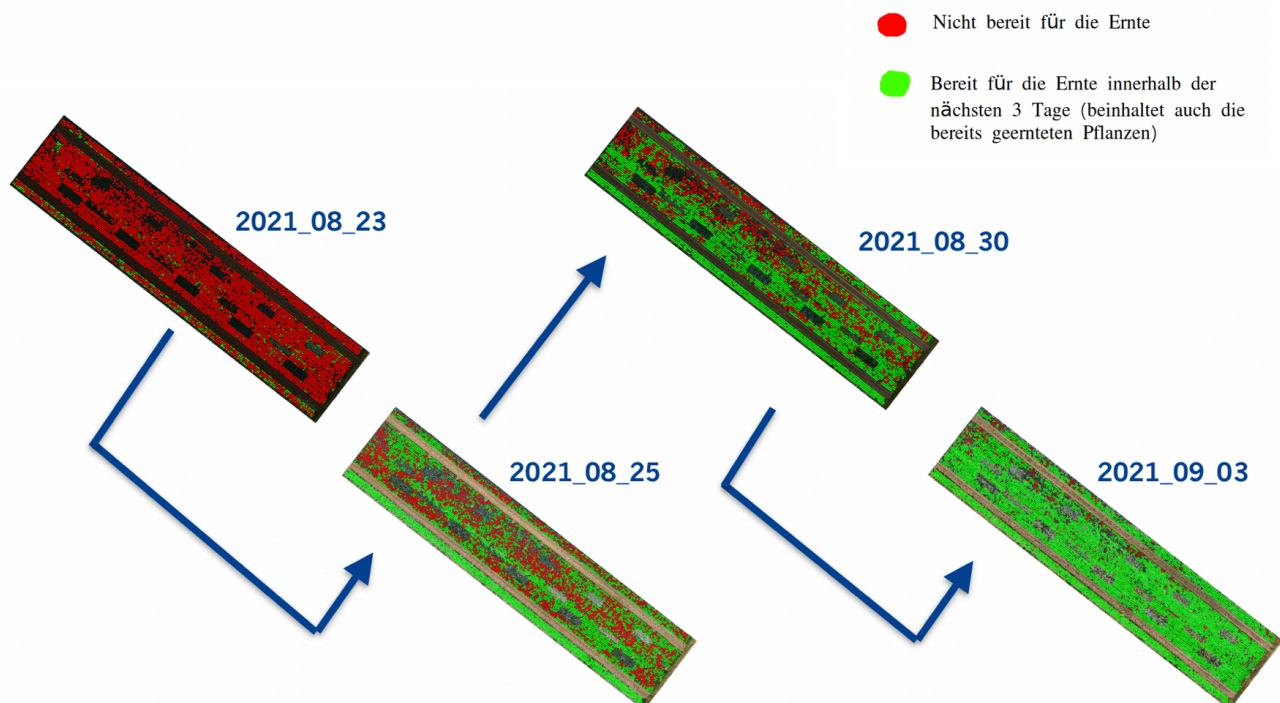 Nicht bereit für die Ernte
Bereit für die Ernte innerhalb der
nächsten 3 Tage (beinhaltet auch die
bereits geernteten Pflanzen)
2021_08_23
2021_08_30
2021_08_25
2021_09_03